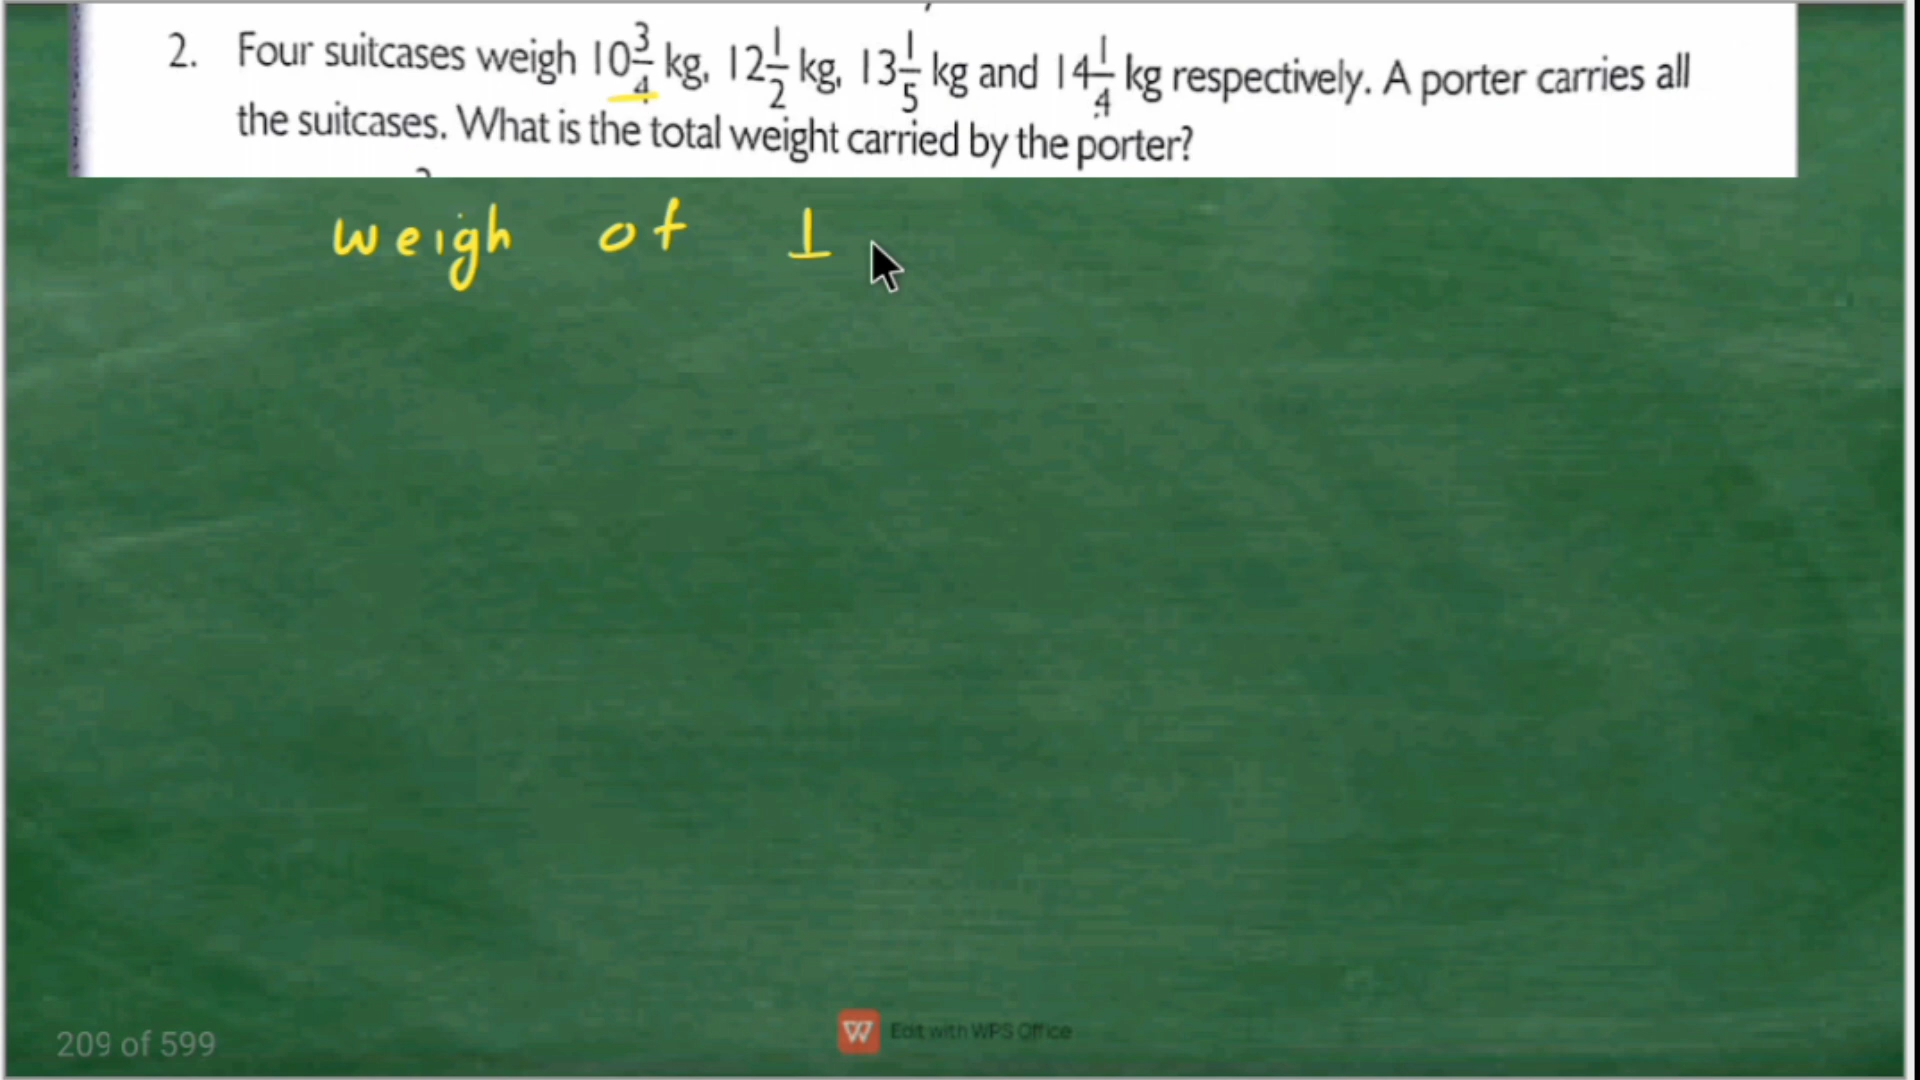 2. Four suitcases weigh 10 3/4 kg, 12 1/2 kg, 13 1/5 kg and 14 1/4 kg respectively. A porter carries all
the suitcases. What is the total weight carried by the porter?
weigh of 1
Edit with WPS Office
209 of 599